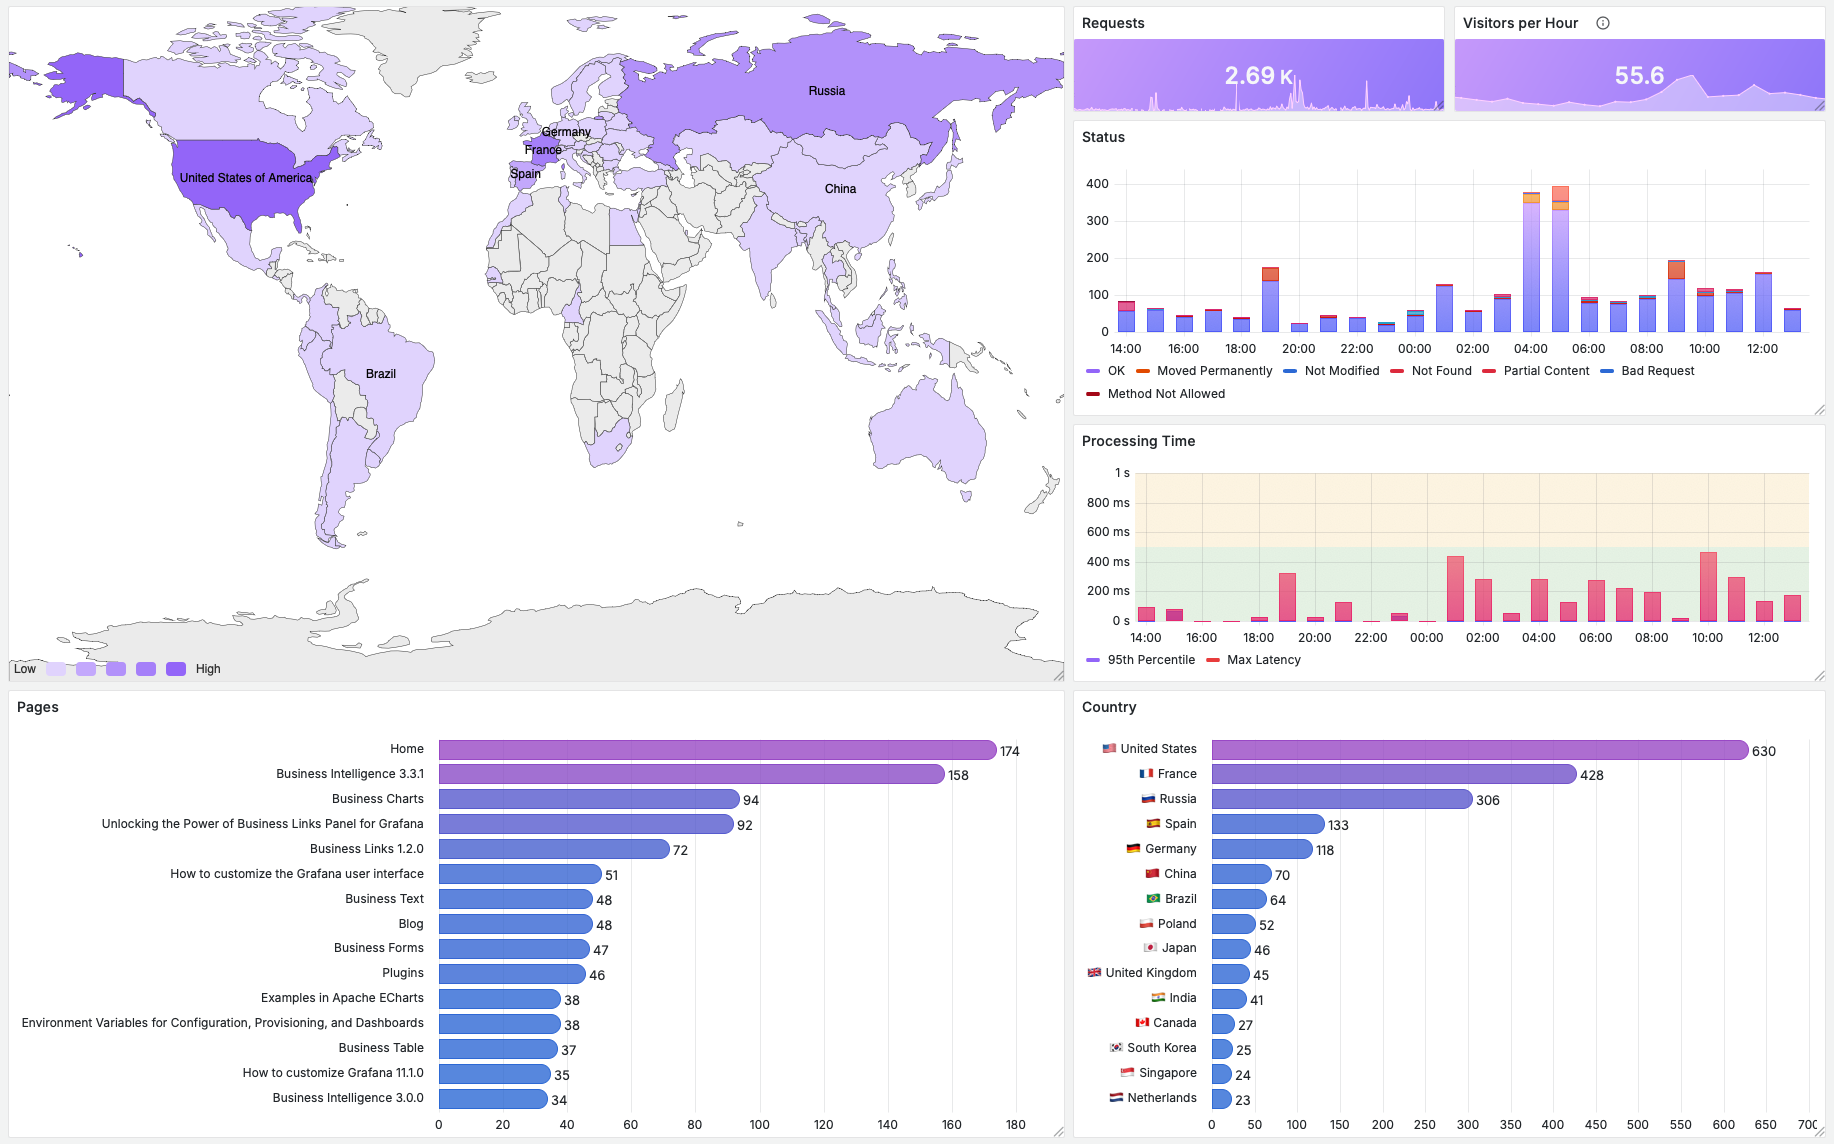 Russia
Germany
France
Spain
United States of America
China
Brazil
Low High
Requests
2.69 K
Visitors per Hour
55.6
Status
400
300
200
100
0
14:00 16:00 18:00 20:00 22:00 00:00 02:00 04:00 06:00 08:00 10:00 12:00
OK Moved Permanently Not Modified Not Found Partial Content Bad Request
Method Not Allowed
Processing Time
1 s
800 ms
600 ms
400 ms
200 ms
0 s
14:00 16:00 18:00 20:00 22:00 00:00 02:00 04:00 06:00 08:00 10:00 12:00
95th Percentile Max Latency
Pages
Home 174
Business Intelligence 3.3.1 158
Business Charts 94
Unlocking the Power of Business Links Panel for Grafana 92
Business Links 1.2.0 72
How to customize the Grafana user interface 51
Business Text 48
Blog 48
Business Forms 47
Plugins 46
Examples in Apache ECharts 38
Environment Variables for Configuration, Provisioning, and Dashboards 38
Business Table 37
How to customize Grafana 11.1.0 35
Business Intelligence 3.0.0 34
0 20 40 60 80 100 120 140 160 180
Country
United States 630
France 428
Russia 306
Spain 133
Germany 118
China 70
Brazil 64
Poland 52
Japan 46
United Kingdom 45
India 41
Canada 27
South Korea 25
Singapore 24
Netherlands 23
0 50 100 150 200 250 300 350 400 450 500 550 600 650 700